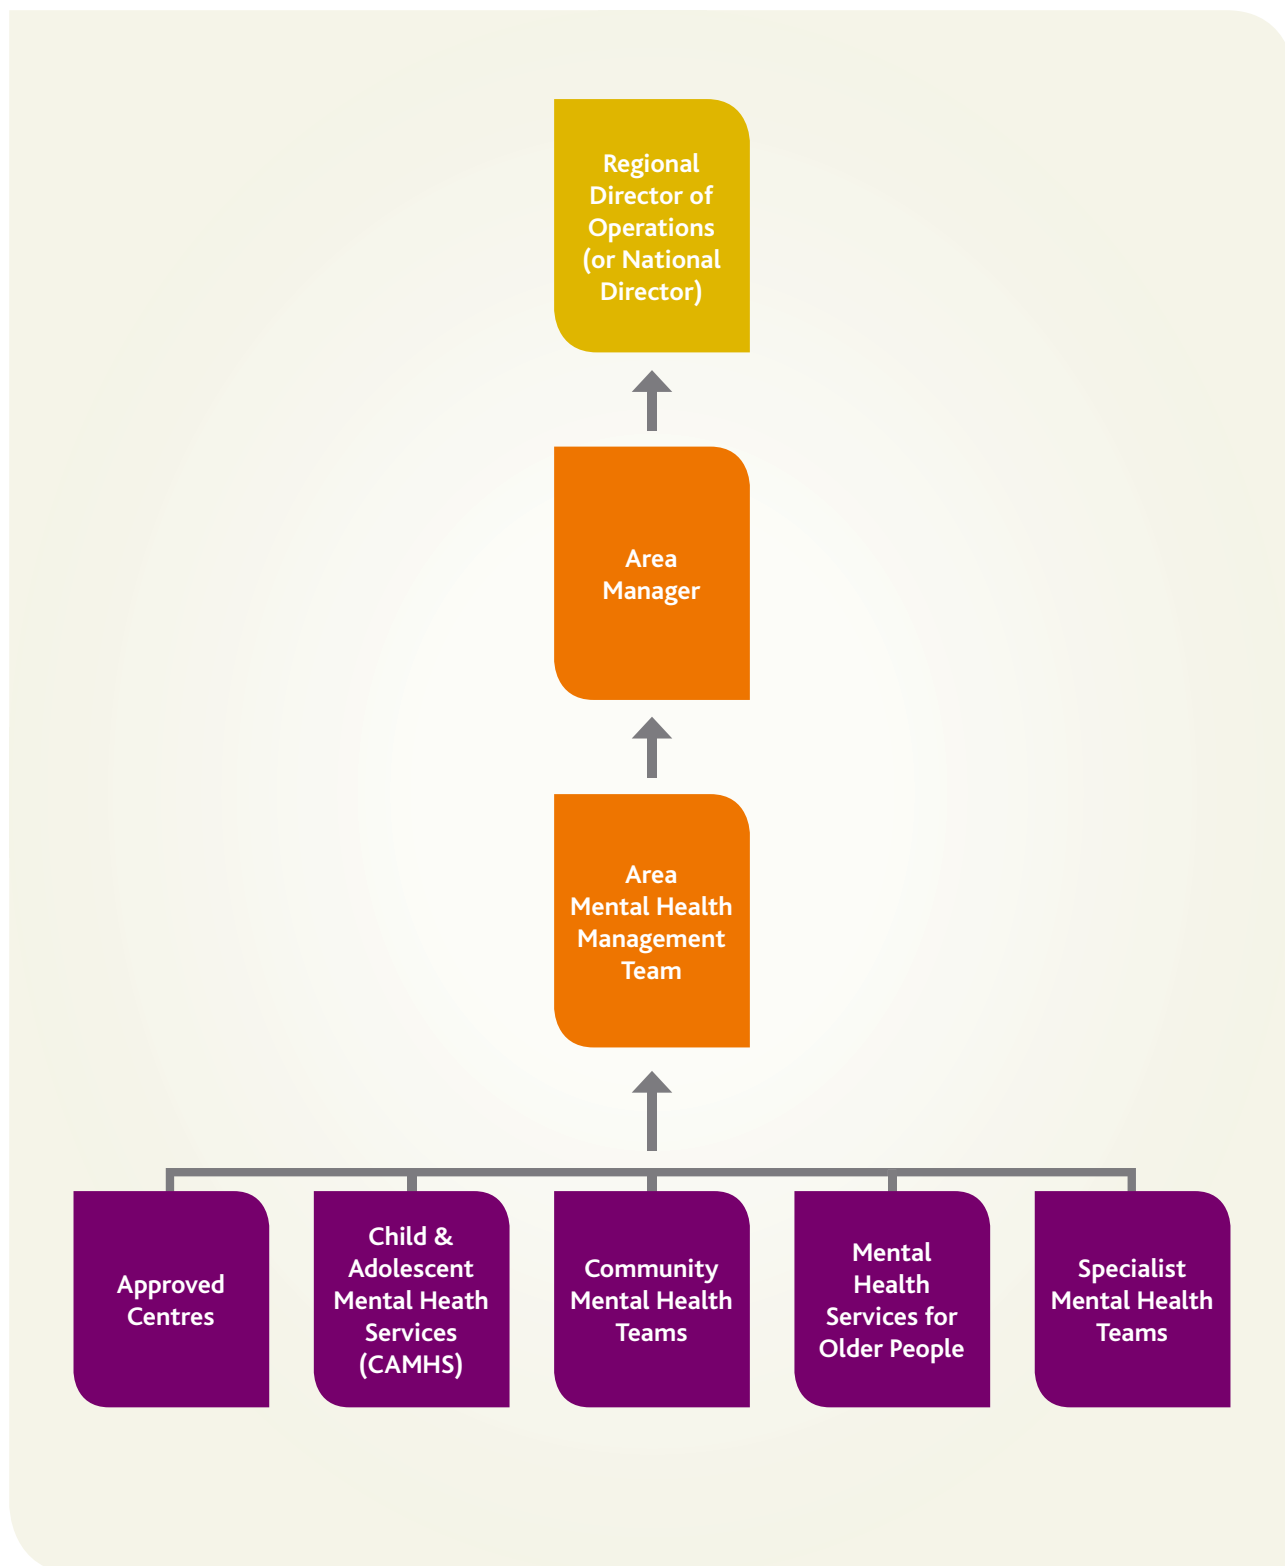 Regional
Director of
Operations
(or National
Director)
Area
Manager
Area
Mental Health
Management
Team
Approved
Centres
Child &
Adolescent
Mental Heath
Services
(CAMHS)
Community
Mental Health
Teams
Mental
Health
Services for
Older People
Specialist
Mental Health
Teams